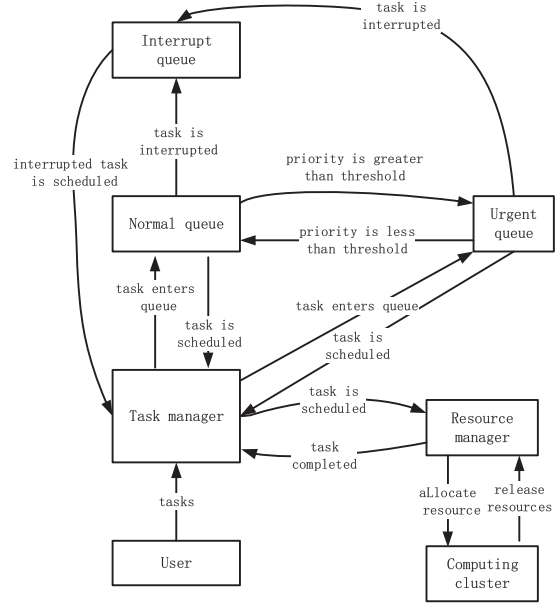 task is
interrupted
Interrupt
queue
task is
interrupted
interrupted task
is scheduled
priority is greater
than threshold
Normal queue
Urgent
queue
priority is less
than threshold
task enters
queue
task enters queue
task is
scheduled
task is
scheduled
Task manager
task is
scheduled
Resource
manager
task
completed
tasks
aLlocate
resource
release
resources
User
Computing
cluster